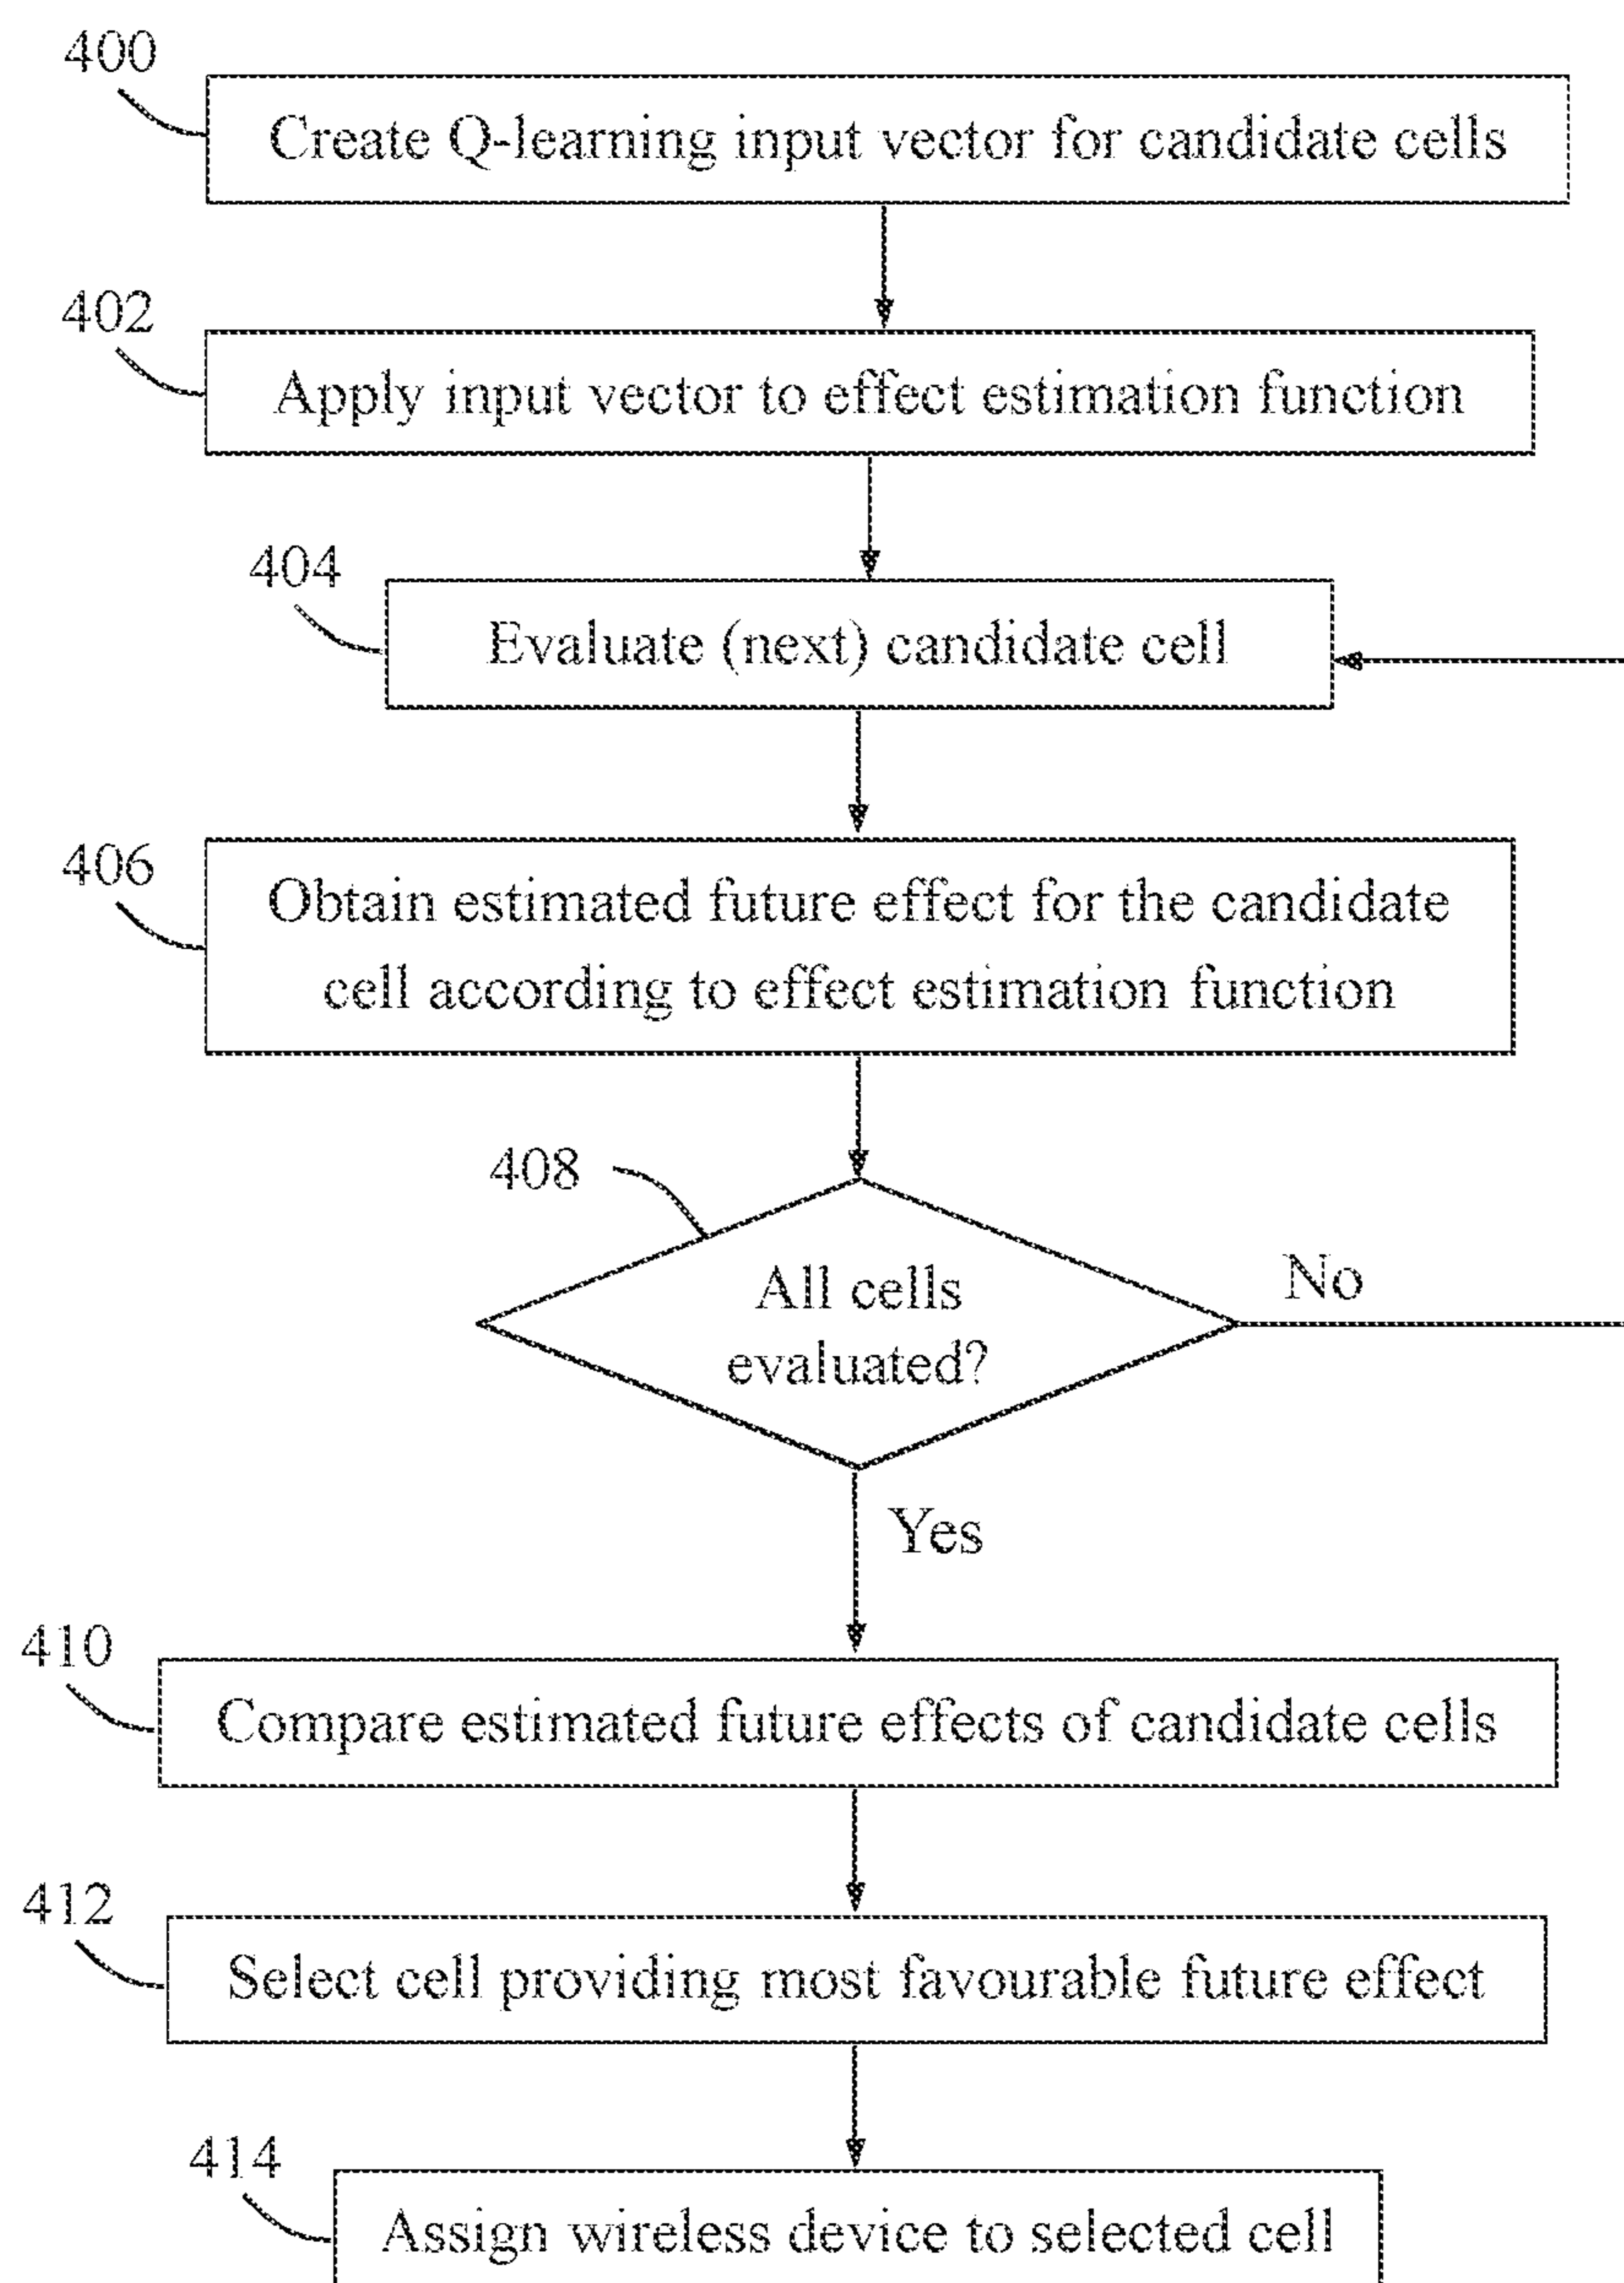 400
Create Q-learning input vector for candidate cells
402
Apply input vector to effect estimation function
404
Evaluate (next) candidate cell
406
Obtain estimated future effect for the candidate
cell according to effect estimation function
408
All cells
evaluated?
No
Yes
410
Compare estimated future effects of candidate cells
412
Select cell providing most favourable future effect
414
Assign wireless device to selected cell